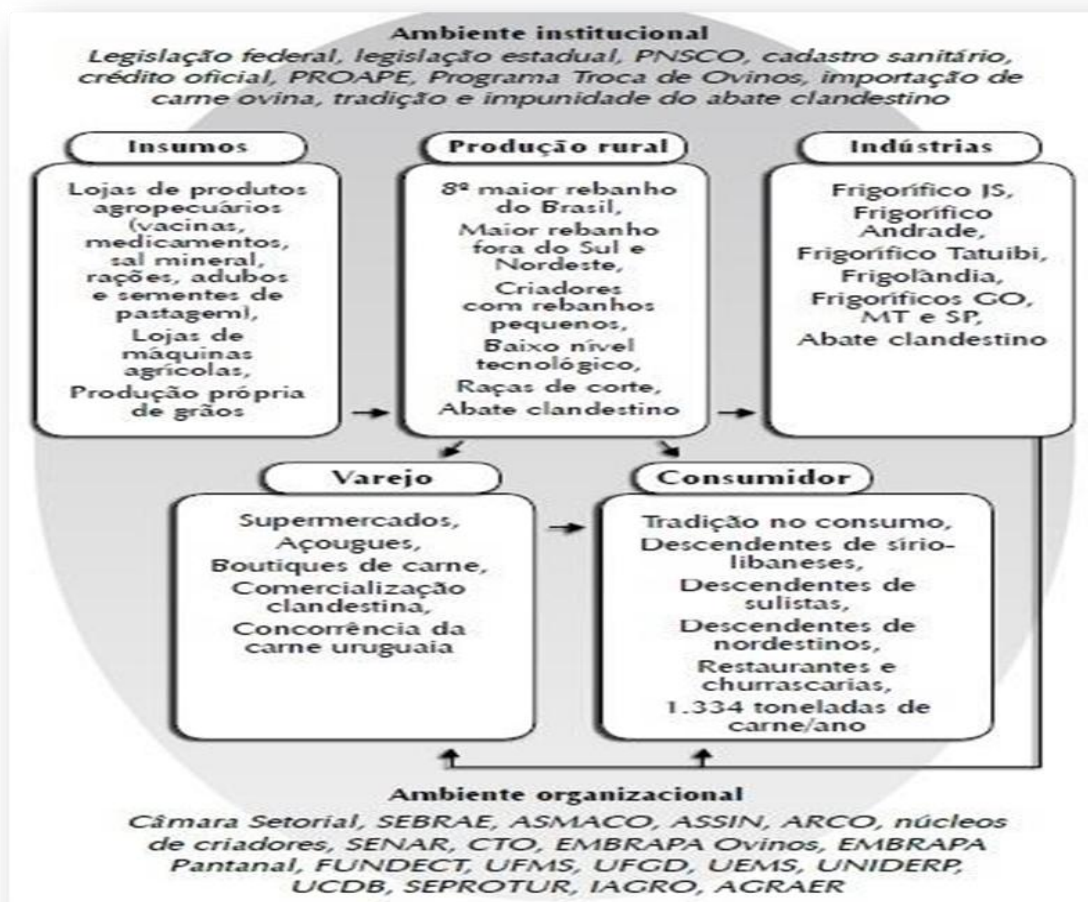 Ambiente institucional
Legislação federal, legislação estadual, PNSCO, cadastro sanitário,
crédito oficial, PROAPE, Programa Troca de Ovinos, importação de
carne ovina, tradição e impunidade do abate clandestino
Insumos
Lojas de produtos
agropecuários
(vacinas,
medicamentos,
sal mineral,
rações, adubos
e sementes de
pastagem),
Lojas de
máquinas
agrícolas,
Produção própria
de grãos
Produção rural
8º maior rebanho
do Brasil,
Maior rebanho
fora do Sul e
Nordeste,
Criadores
com rebanhos
pequenos,
Baixo nível
tecnológico,
Raças de corte,
Abate clandestino
Indústrias
Frigorífico JS,
Frigorífico
Andrade,
Frigorífico Tatuibi,
Frigolândia,
Frigoríficos GO,
MT e SP,
Abate clandestino
Varejo
Supermercados,
Açougues,
Boutiques de carne,
Comercialização
clandestina,
Concorrência da
carne uruguaia
Consumidor
Tradição no consumo,
Descendentes de sírio-
libaneses,
Descendentes de
sulistas,
Descendentes de
nordestinos,
Restaurantes e
churrascarias,
1.334 toneladas de
carne/ano
Ambiente organizacional
Câmara Setorial, SEBRAE, ASMACO, ASSIN, ARCO, núcleos
de criadores, SENAR, CTO, EMBRAPA Ovinos, EMBRAPA
Pantanal, FUNDECT, UFMS, UFGD, UEMS, UNIDERP,
UCDB, SEPROTUR, IAGRO, AGRAER